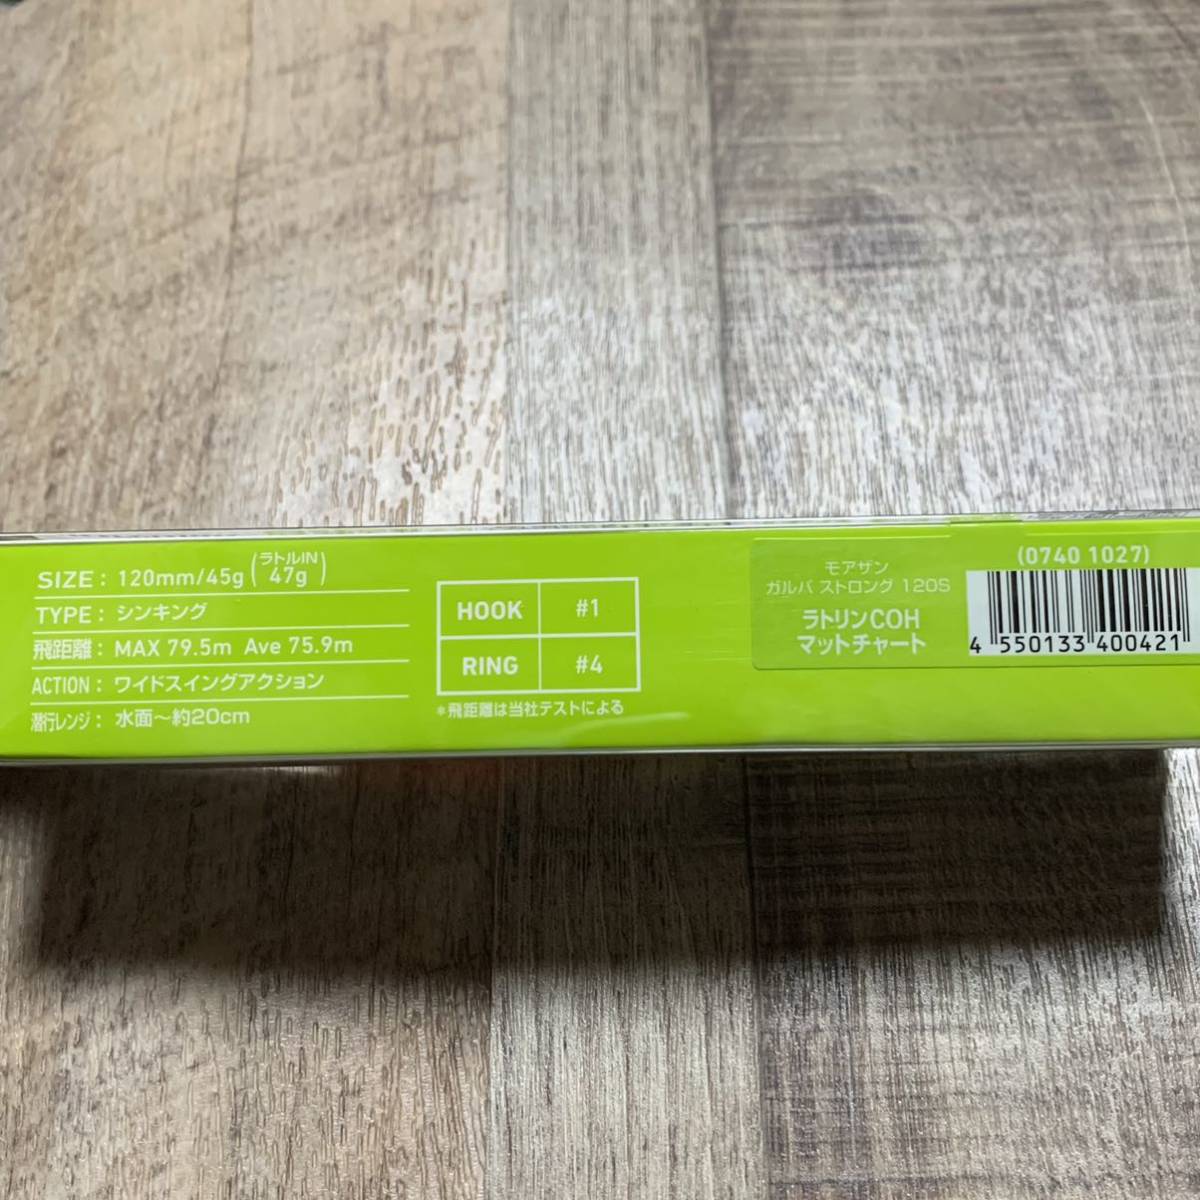 SIZE: 120mm/45g(ラトルIN 47g)
TYPE: シンキング
飛距離: MAX 79.5m Ave 75.9m
ACTION: ワイドスイングアクション
潜行レンジ: 水面〜約20cm
HOOK #1
RING #4
*飛距離は当社テストによる
モアザン
ガルバ ストロング 120S
ラトリンCOH
マットチャート
(0740 1027)
4 550133 400421